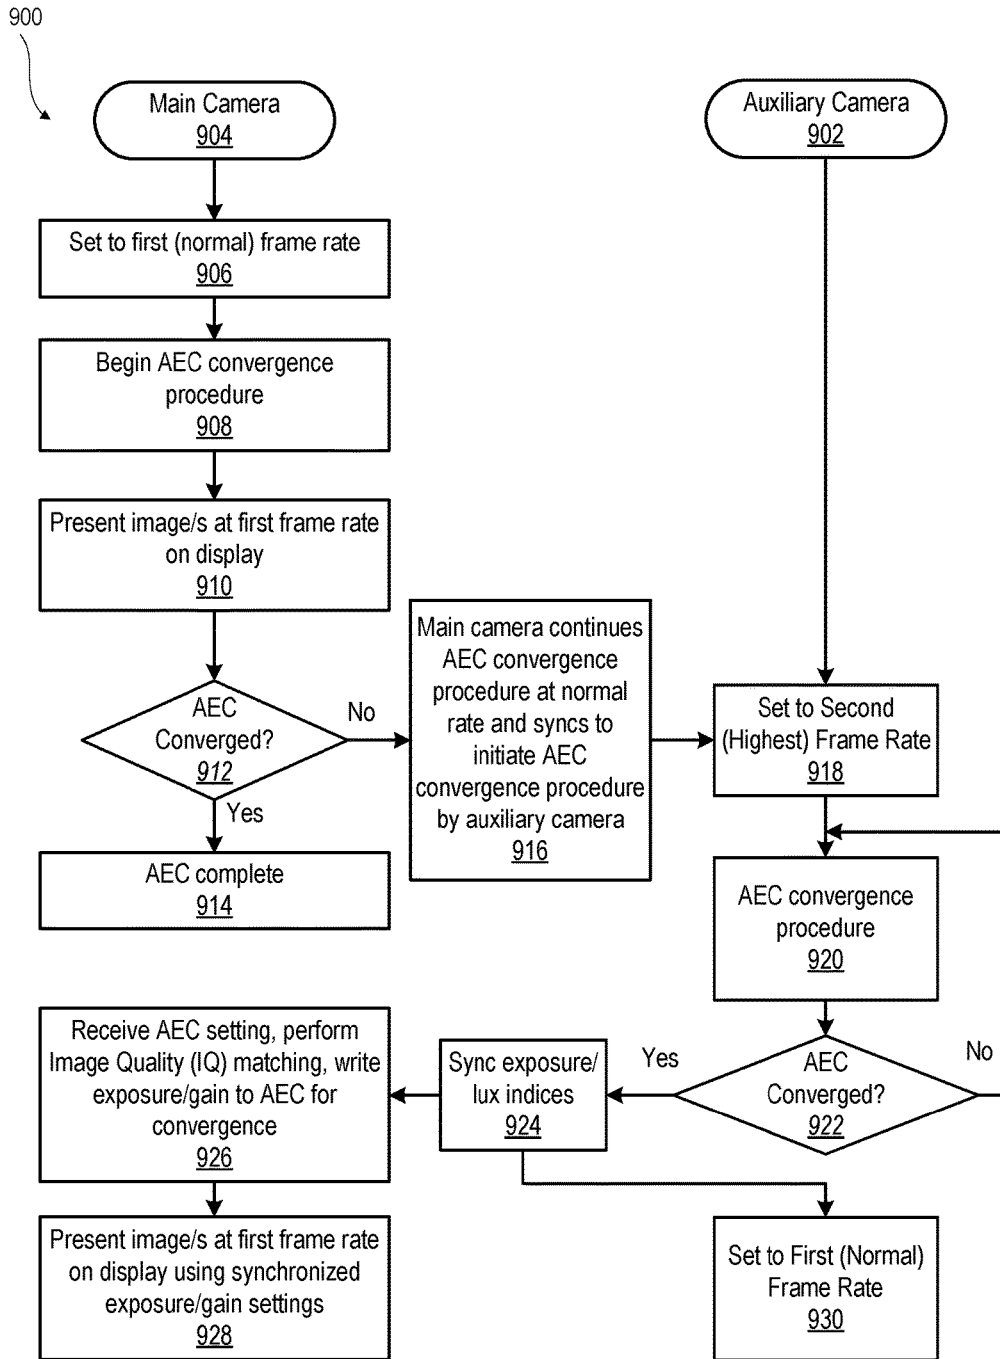 900
Main Camera
904
Auxiliary Camera
902
Set to first (normal) frame rate
906
Begin AEC convergence
procedure
908
Present image/s at first frame rate
on display
910
AEC
Converged?
912
No
Yes
AEC complete
914
Main camera continues
AEC convergence
procedure at normal
rate and syncs to
initiate AEC
convergence procedure
by auxiliary camera
916
Set to Second
(Highest) Frame Rate
918
AEC convergence
procedure
920
AEC
Converged?
922
No
Yes
Sync exposure/
lux indices
924
Receive AEC setting, perform
Image Quality (IQ) matching, write
exposure/gain to AEC for
convergence
926
Present image/s at first frame rate
on display using synchronized
exposure/gain settings
928
Set to First (Normal)
Frame Rate
930